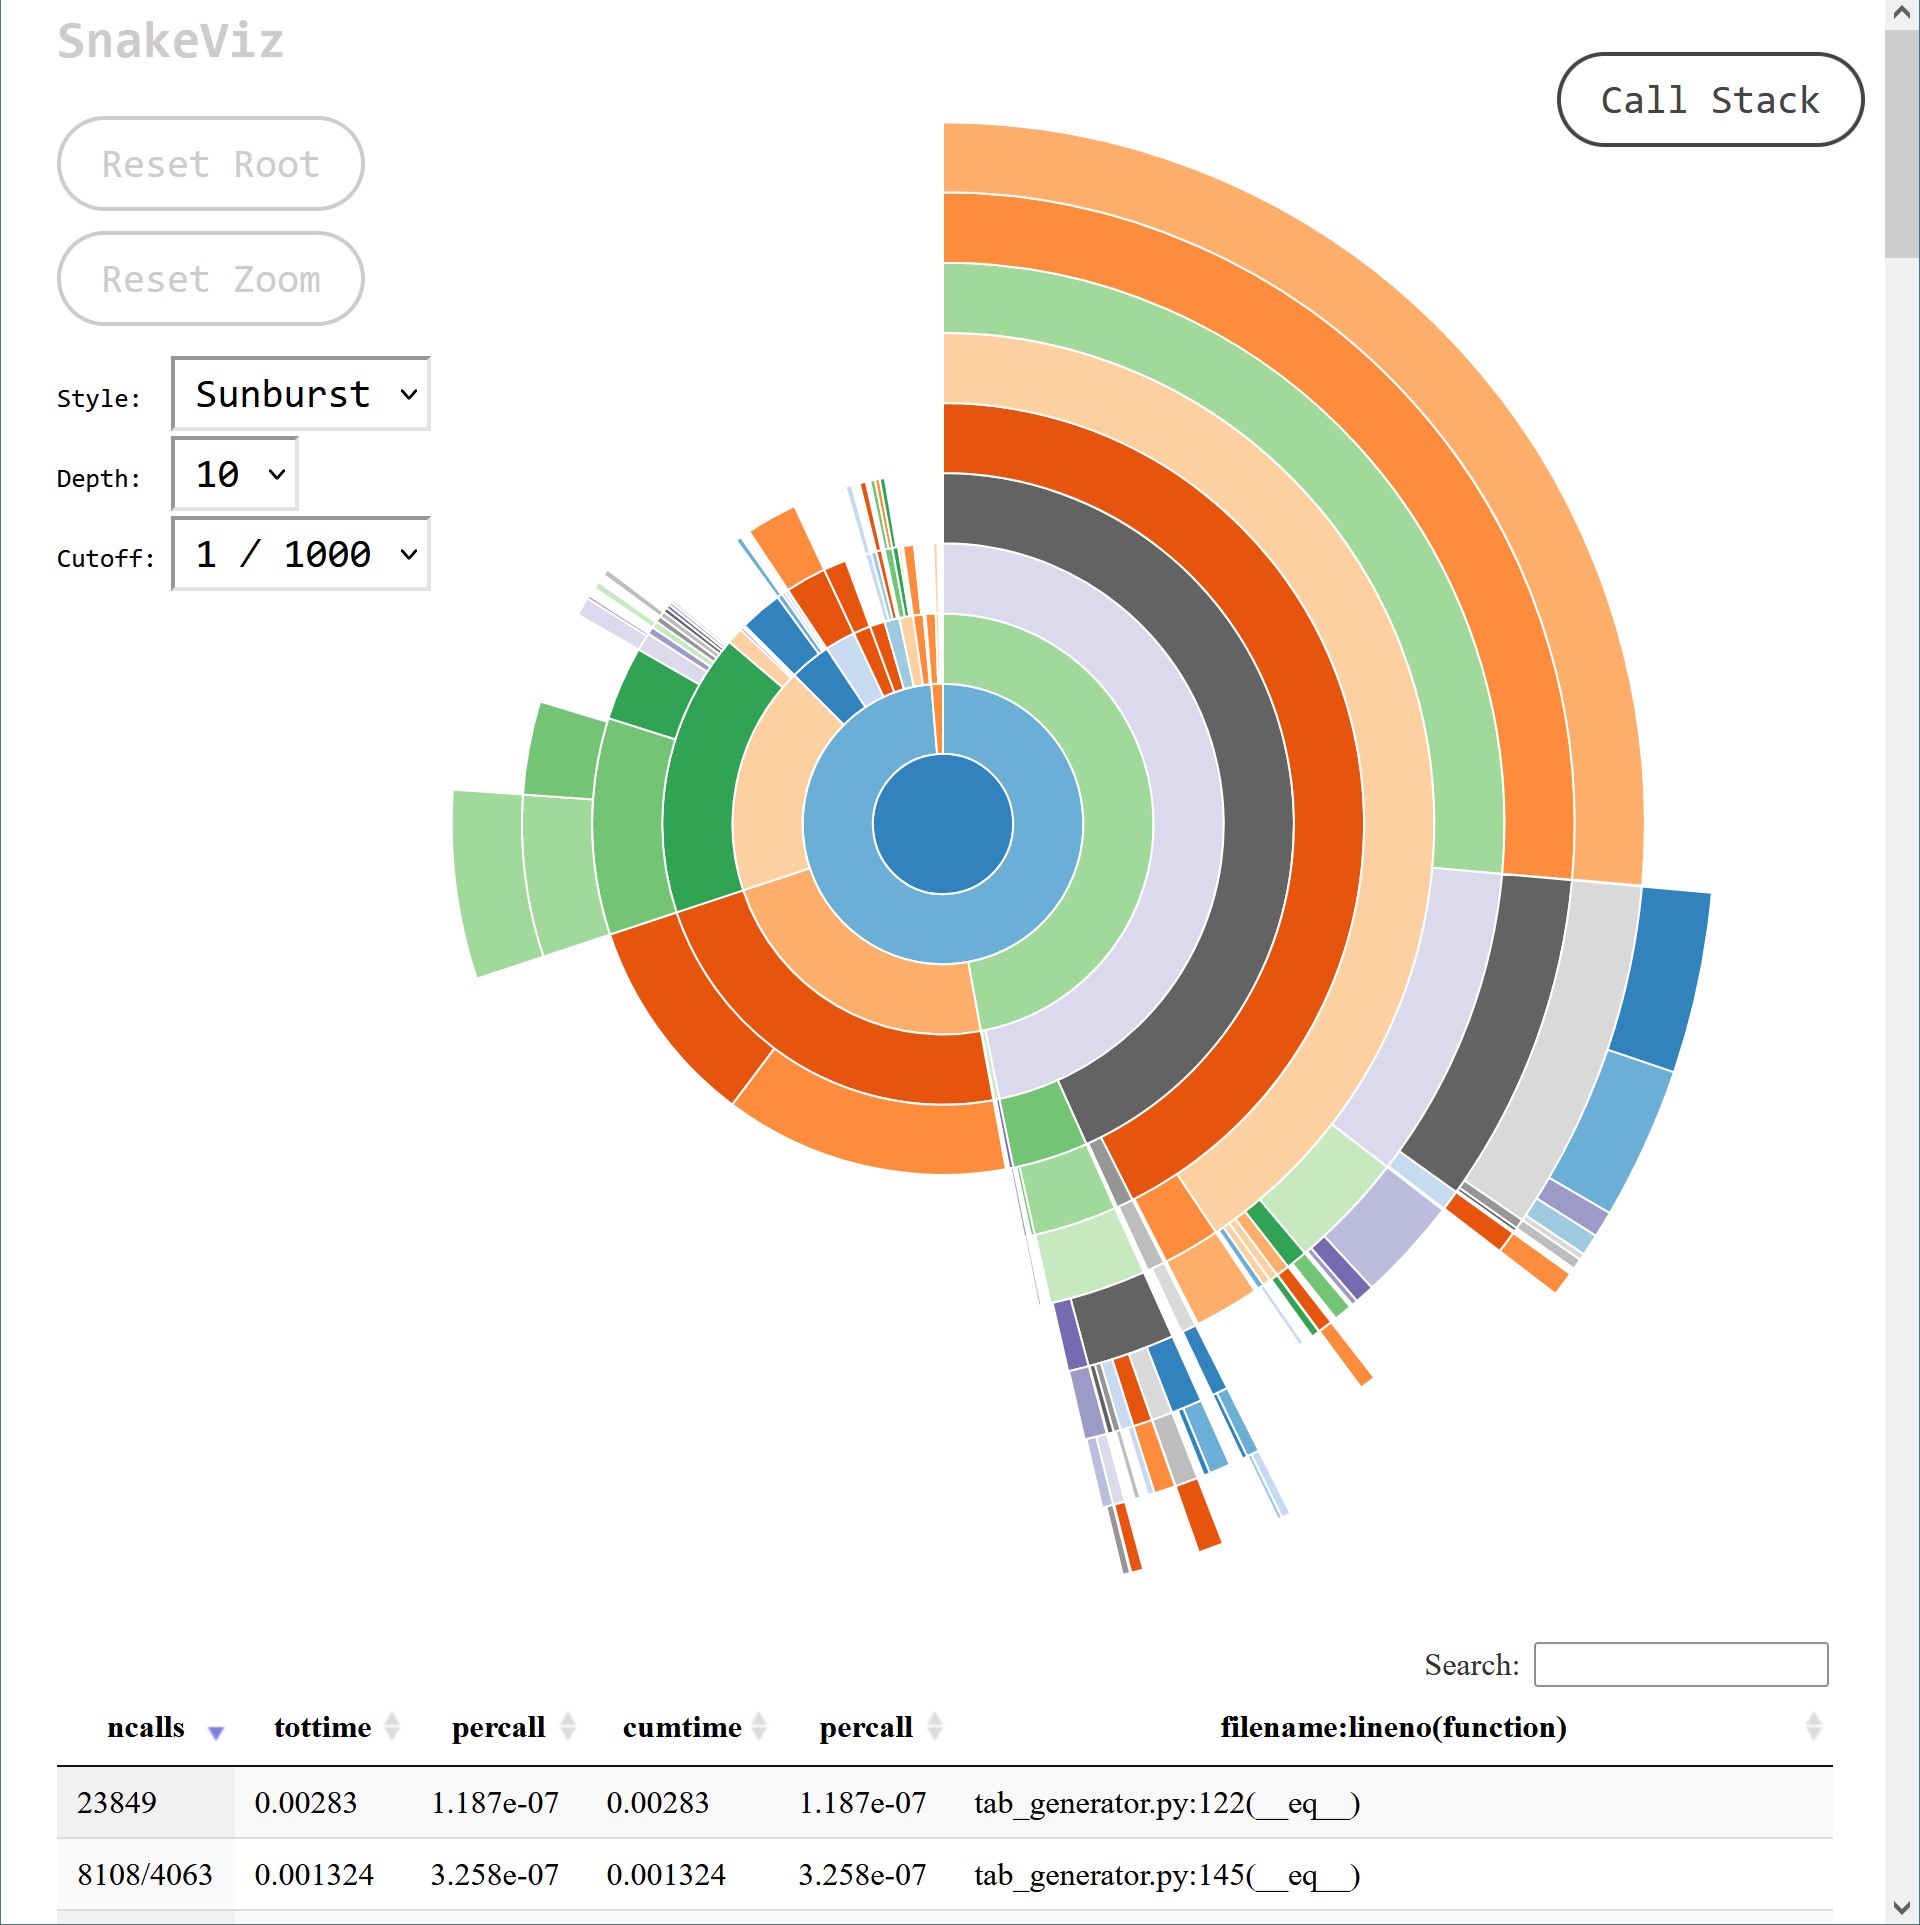 SnakeViz
Call Stack
Reset Root
Reset Zoom
Style: Sunburst
Depth: 10
Cutoff: 1 / 1000
Search:
ncalls tottime percall cumtime percall filename:lineno(function)
23849 0.00283 1.187e-07 0.00283 1.187e-07 tab_generator.py:122(__eq__)
8108/4063 0.001324 3.258e-07 0.001324 3.258e-07 tab_generator.py:145(__eq__)